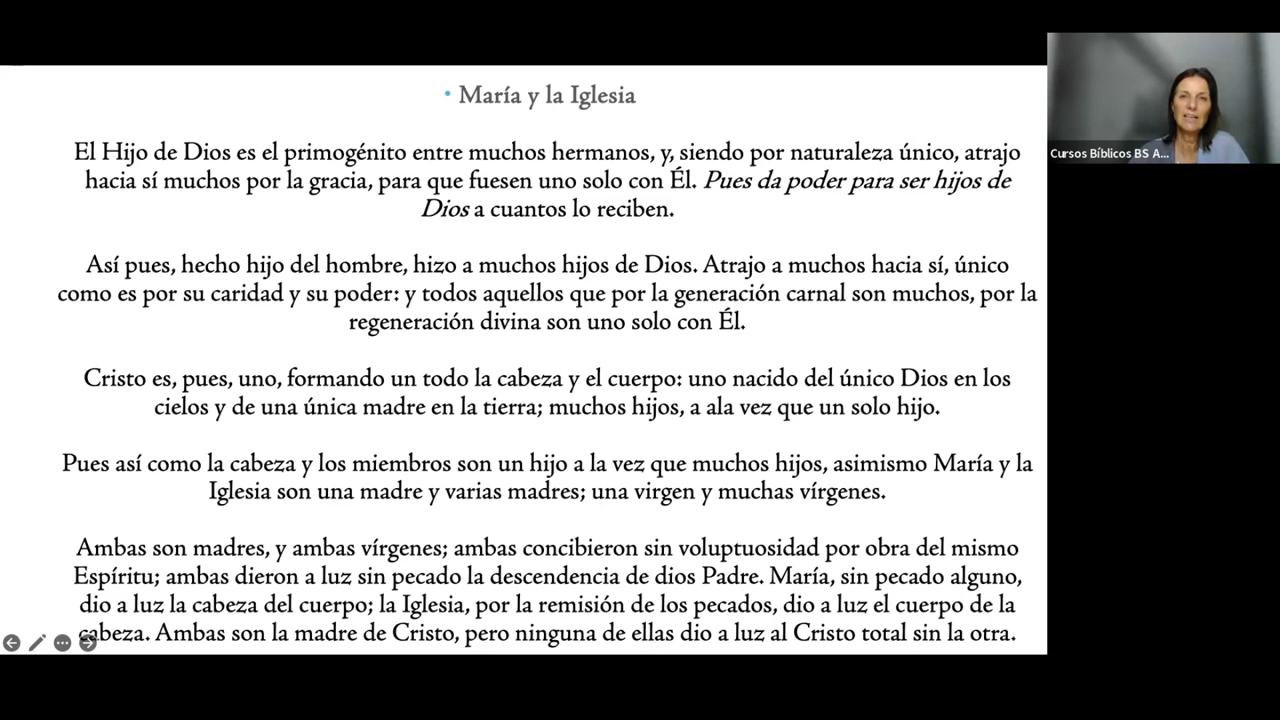 • María y la Iglesia
El Hijo de Dios es el primogénito entre muchos hermanos, y, siendo por naturaleza único, atrajo
hacia sí muchos por la gracia, para que fuesen uno solo con Él. Pues da poder para ser hijos de
Dios a cuantos lo reciben.
Así pues, hecho hijo del hombre, hizo a muchos hijos de Dios. Atrajo a muchos hacia sí, único
como es por su caridad y su poder: y todos aquellos que por la generación carnal son muchos, por la
regeneración divina son uno solo con Él.
Cristo es, pues, uno, formando un todo la cabeza y el cuerpo: uno nacido del único Dios en los
cielos y de una única madre en la tierra; muchos hijos, a ala vez que un solo hijo.
Pues así como la cabeza y los miembros son un hijo a la vez que muchos hijos, asimismo María y la
Iglesia son una madre y varias madres; una virgen y muchas vírgenes.
Ambas son madres, y ambas vírgenes; ambas concibieron sin voluptuosidad por obra del mismo
Espíritu; ambas dieron a luz sin pecado la descendencia de dios Padre. María, sin pecado alguno,
dio a luz la cabeza del cuerpo; la Iglesia, por la remisión de los pecados, dio a luz el cuerpo de la
cabeza. Ambas son la madre de Cristo, pero ninguna de ellas dio a luz al Cristo total sin la otra.
Cursos Bíblicos BS A...